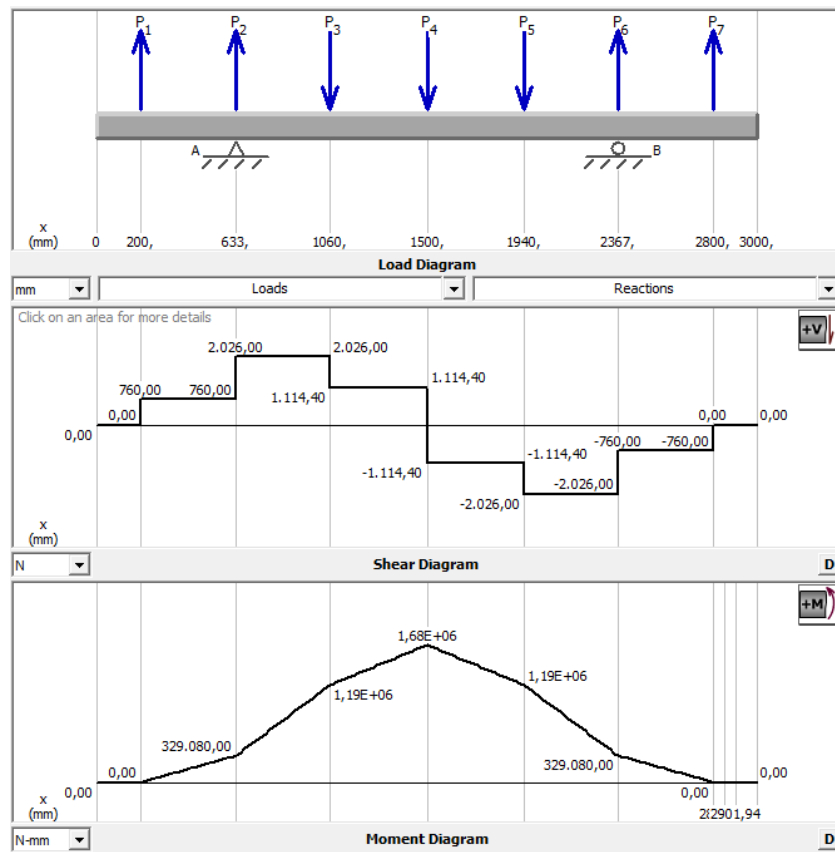 P1 P2 P3 P4 P5 P6 P7
A B
x
(mm) 0 200, 633, 1060, 1500, 1940, 2367, 2800, 3000,
Load Diagram
mm Loads Reactions
Click on an area for more details
+V
2.026,00 2.026,00
760,00 760,00 1.114,40 1.114,40
0,00 0,00 0,00
0,00
-760,00 -760,00
-1.114,40 -1.114,40
-2.026,00 -2.026,00
x
(mm)
N Shear Diagram D
+M
1,68E+06
1,19E+06 1,19E+06
329.080,00 329.080,00
0,00 0,00
0,00 0,00
x
(mm) 2901,94
N-mm Moment Diagram D